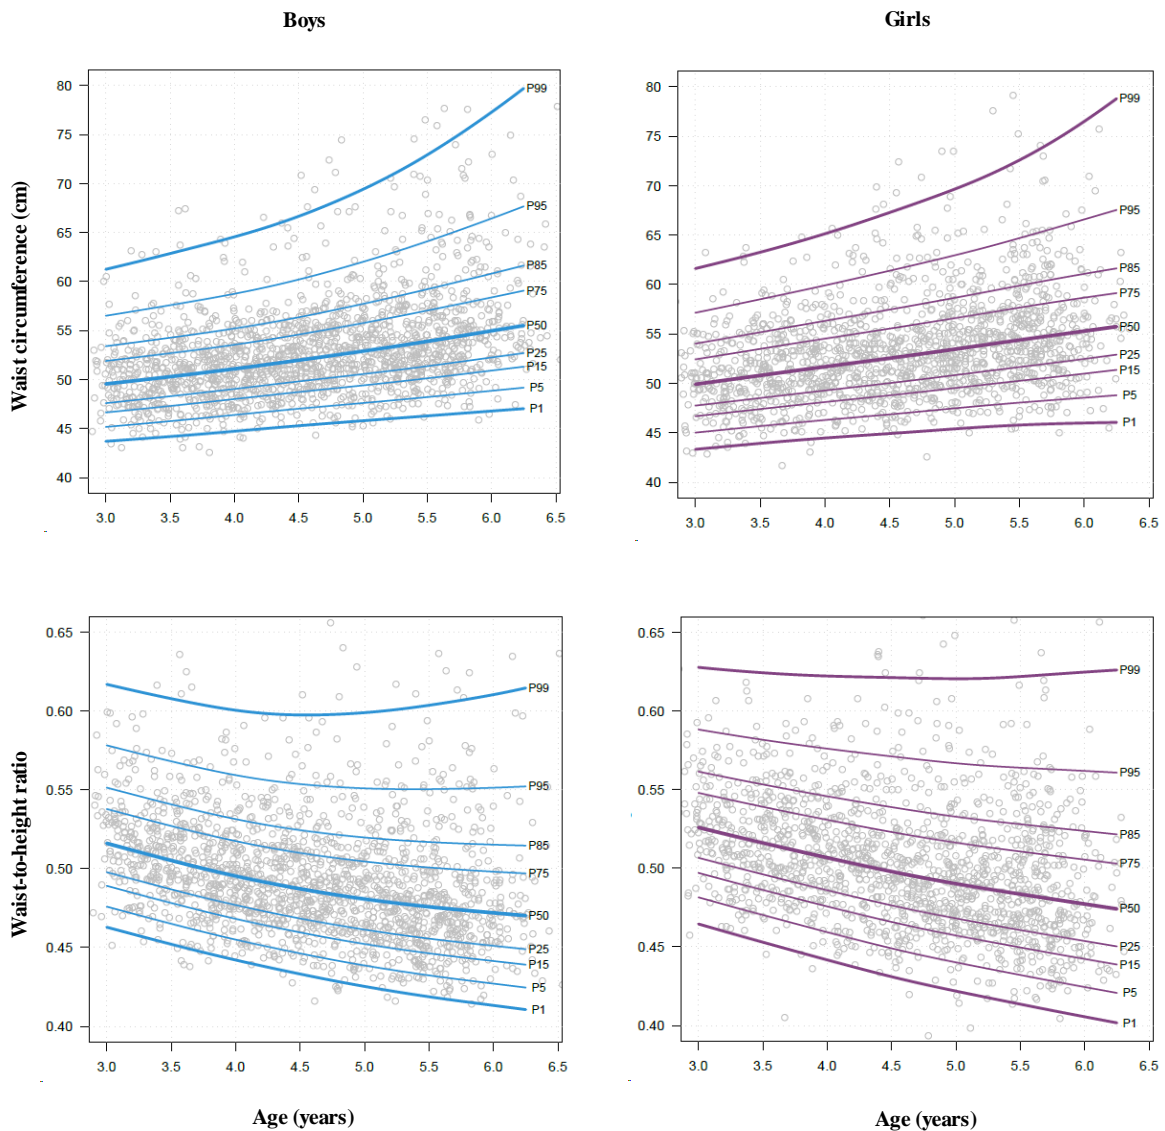 Boys
Girls
Waist circumference (cm)
80
75
70
65
60
55
50
45
40
P99
P95
P85
P75
P50
P25
P15
P5
P1
3.0 3.5 4.0 4.5 5.0 5.5 6.0 6.5
80
75
70
65
60
55
50
45
40
P99
P95
P85
P75
P50
P25
P15
P5
P1
3.0 3.5 4.0 4.5 5.0 5.5 6.0 6.5
Waist-to-height ratio
0.65
0.60
0.55
0.50
0.45
0.40
P99
P95
P85
P75
P50
P25
P15
P5
P1
3.0 3.5 4.0 4.5 5.0 5.5 6.0 6.5
0.65
0.60
0.55
0.50
0.45
0.40
P99
P95
P85
P75
P50
P25
P15
P5
P1
3.0 3.5 4.0 4.5 5.0 5.5 6.0 6.5
Age (years)
Age (years)